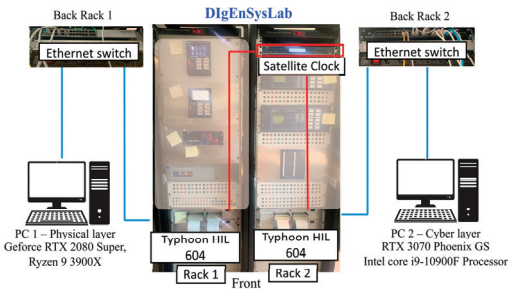 DIgEnSysLab
Back Rack 1
Back Rack 2
Ethernet switch
Ethernet switch
Satellite Clock
PC 1 – Physical layer
Geforce RTX 2080 Super,
Ryzen 9 3900X
PC 2 – Cyber layer
RTX 3070 Phoenix GS
Intel core i9-10900F Processor
Typhoon HIL
604
Typhoon HIL
604
Rack 1
Rack 2
Front